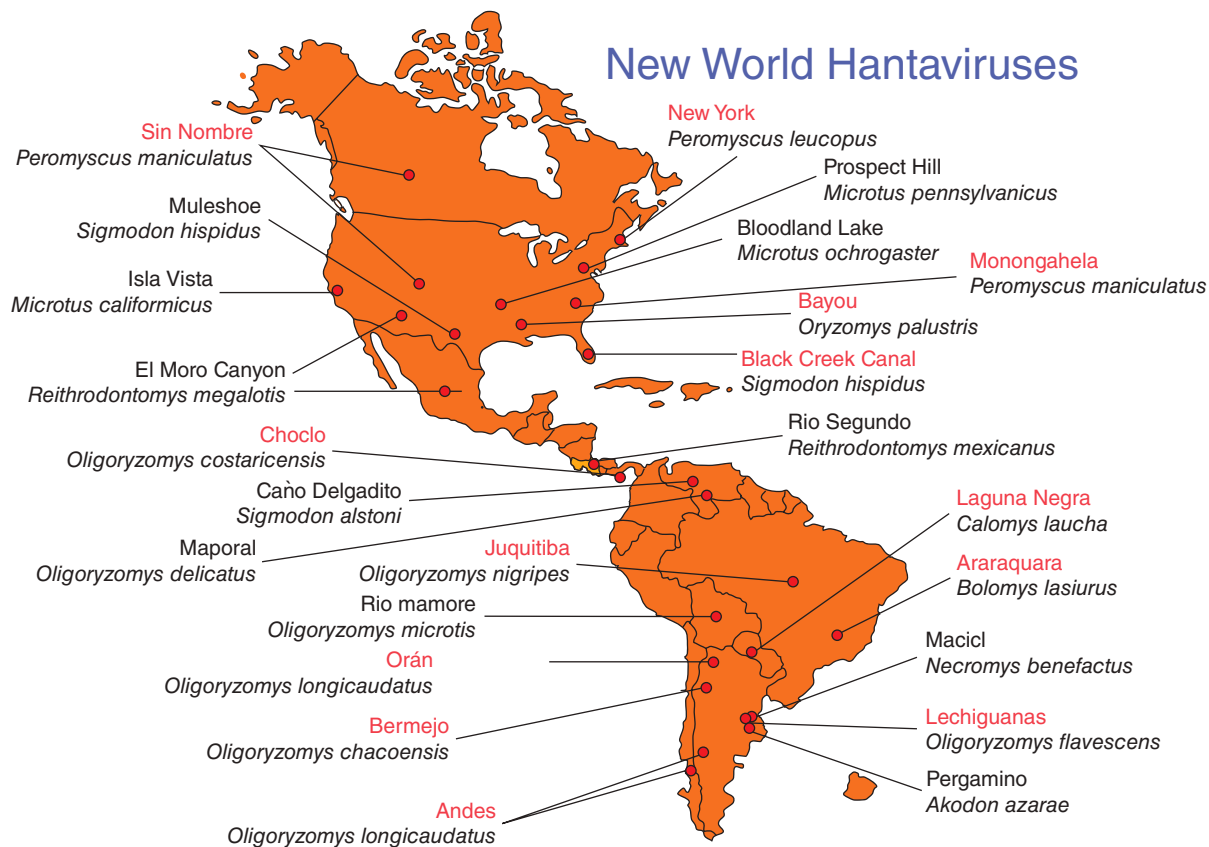 New World Hantaviruses
Sin Nombre
Peromyscus maniculatus
Muleshoe
Sigmodon hispidus
Isla Vista
Microtus califormicus
El Moro Canyon
Reithrodontomys megalotis
Choclo
Oligoryzomys costaricensis
Caǹo Delgadito
Sigmodon alstoni
Maporal
Oligoryzomys delicatus
Juquitiba
Oligoryzomys nigripes
Rio mamore
Oligoryzomys microtis
Orán
Oligoryzomys longicaudatus
Bermejo
Oligoryzomys chacoensis
Andes
Oligoryzomys longicaudatus
New York
Peromyscus leucopus
Prospect Hill
Microtus pennsylvanicus
Bloodland Lake
Microtus ochrogaster
Monongahela
Peromyscus maniculatus
Bayou
Oryzomys palustris
Black Creek Canal
Sigmodon hispidus
Rio Segundo
Reithrodontomys mexicanus
Laguna Negra
Calomys laucha
Araraquara
Bolomys lasiurus
Macicl
Necromys benefactus
Lechiguanas
Oligoryzomys flavescens
Pergamino
Akodon azarae